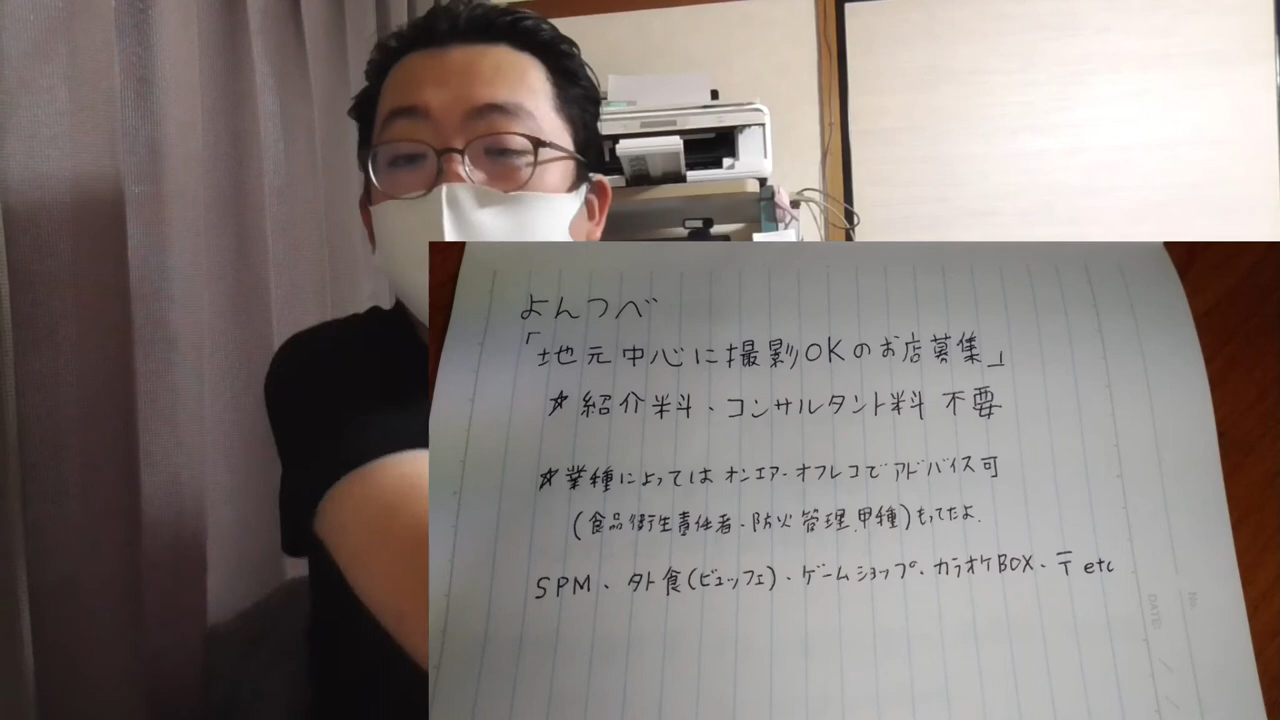 よんつべ
「地元中心に撮影OKのお店募集」
☆紹介料、コンサルタント料 不要
☆業種によっては オンエアー オフレコで アドバイス可
(食品衛生責任者、防火管理甲種)もってたよ.
SPM、外食(ビュッフェ)、ゲームショップ、カラオケBOX、〒etc
No.
DATE / /